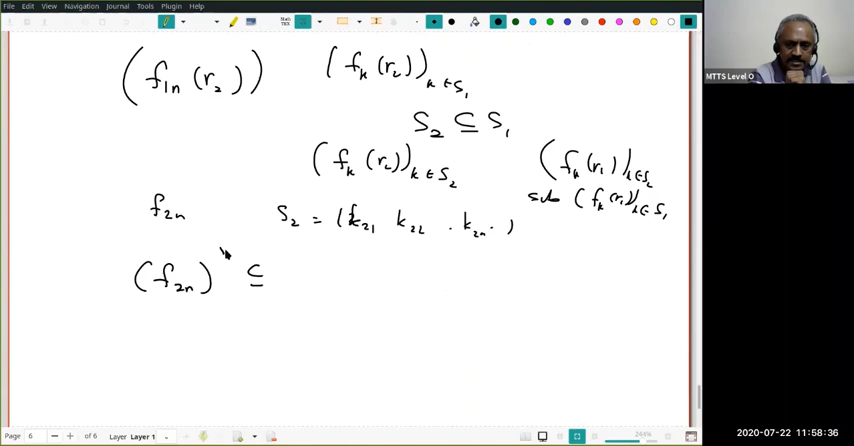 File Edit View Navigation Journal Tools Plugin Help
MTTS Level O
(f₁ₙ(r₂)) (fₖ(r₂))ₖ∈S₁
S₂ ⊆ S₁
(fₖ(r₂))ₖ∈S₂ (fₖ(r₁))ₖ∈S₂
f₂ₙ S₂ = (k₂₁ k₂₂ . k₂ₙ . ) sub (fₖ(r₁))ₖ∈S₁
(f₂ₙ) ⊆
Page 6 of 6 Layer Layer 1 244%
2020-07-22 11:58:36